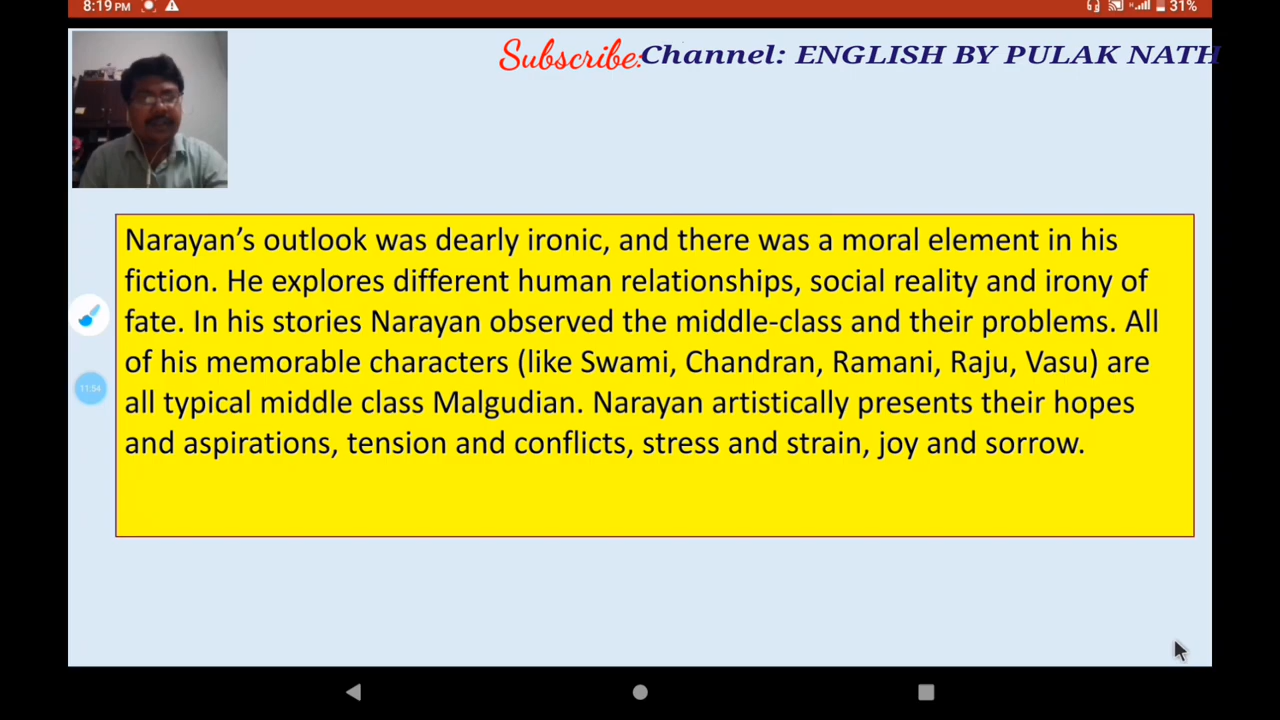 8:19 PM
31%
Subscribe: Channel: ENGLISH BY PULAK NATH
Narayan's outlook was dearly ironic, and there was a moral element in his
fiction. He explores different human relationships, social reality and irony of
fate. In his stories Narayan observed the middle-class and their problems. All
of his memorable characters (like Swami, Chandran, Ramani, Raju, Vasu) are
all typical middle class Malgudian. Narayan artistically presents their hopes
and aspirations, tension and conflicts, stress and strain, joy and sorrow.
11:54